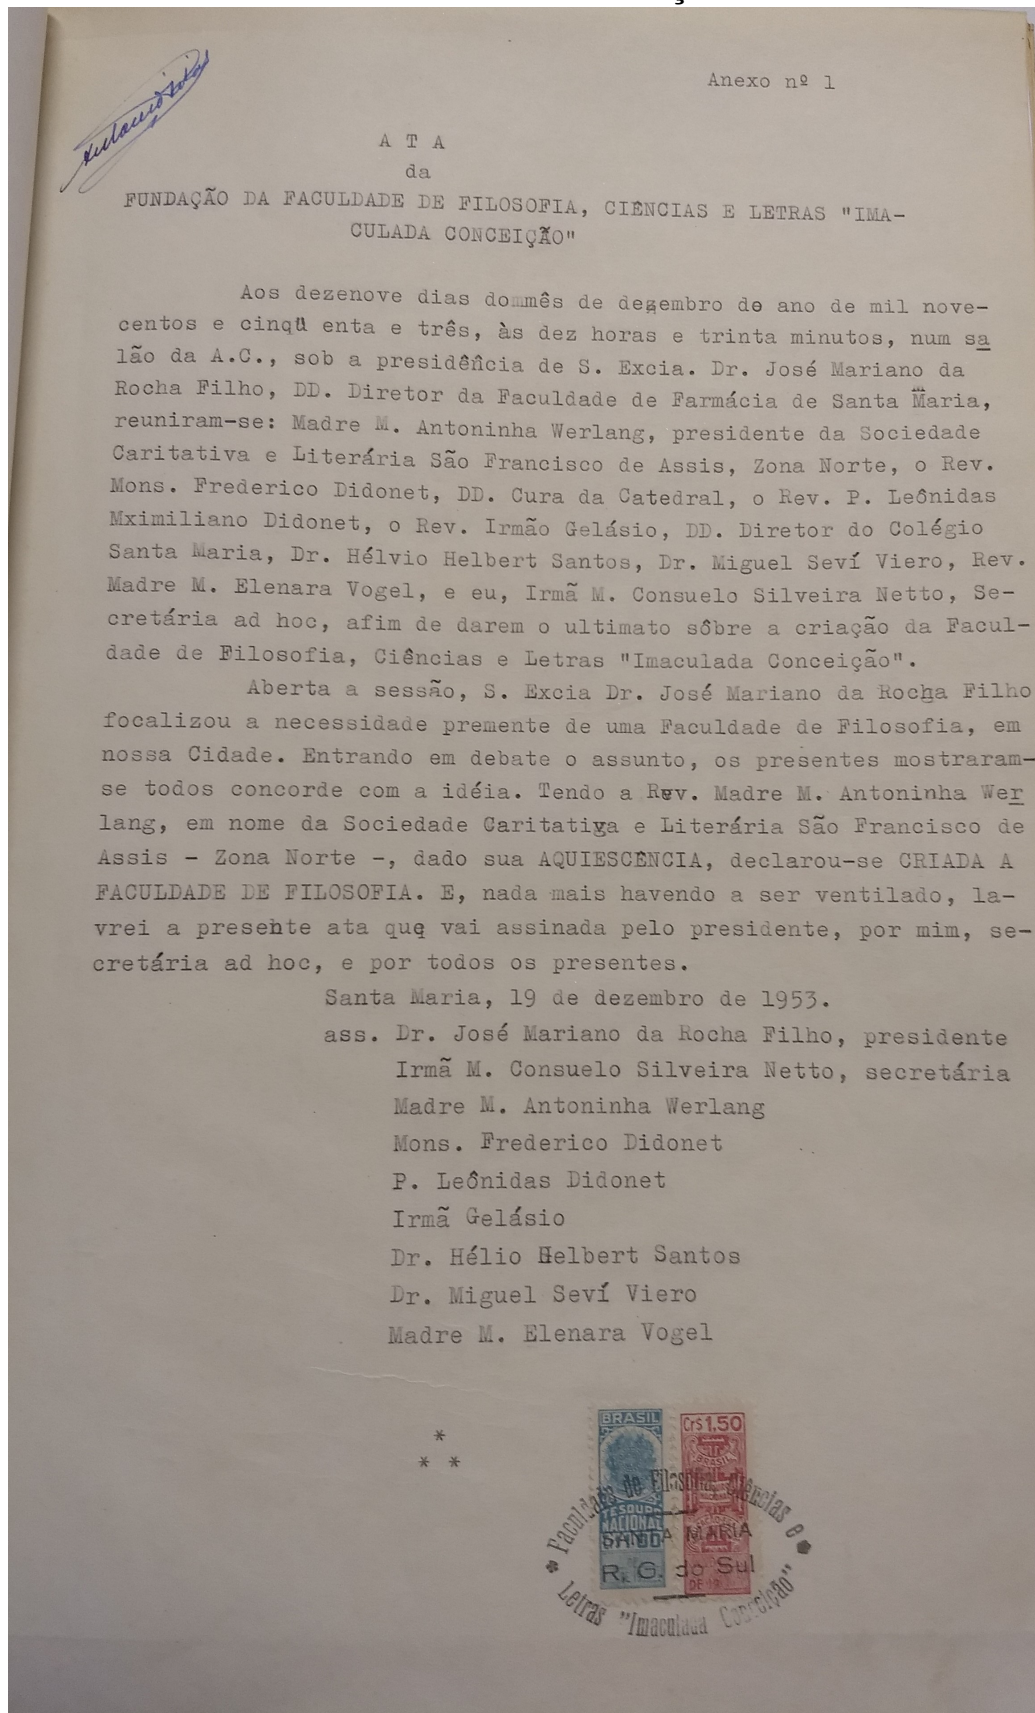 Anexo nº 1
A T A
da
FUNDAÇÃO DA FACULDADE DE FILOSOFIA, CIÊNCIAS E LETRAS "IMA-
CULADA CONCEIÇÃO"
Aos dezenove dias do mês de dezembro de ano de mil nove-
centos e cinqü enta e três, às dez horas e trinta minutos, num sa
lão da A.C., sob a presidência de S. Excia. Dr. José Mariano da
Rocha Filho, DD. Diretor da Faculdade de Farmácia de Santa Maria,
reuniram-se: Madre M. Antoninha Werlang, presidente da Sociedade
Caritativa e Literária São Francisco de Assis, Zona Norte, o Rev.
Mons. Frederico Didonet, DD. Cura da Catedral, o Rev. P. Leônidas
Mximiliano Didonet, o Rev. Irmão Gelásio, DD. Diretor do Colégio
Santa Maria, Dr. Hélvio Helbert Santos, Dr. Miguel Seví Viero, Rev.
Madre M. Elenara Vogel, e eu, Irmã M. Consuelo Silveira Netto, Se-
cretária ad hoc, afim de darem o ultimato sôbre a criação da Facul-
dade de Filosofia, Ciências e Letras "Imaculada Conceição".
Aberta a sessão, S. Excia Dr. José Mariano da Rocha Filho
focalizou a necessidade premente de uma Faculdade de Filosofia, em
nossa Cidade. Entrando em debate o assunto, os presentes mostraram-
se todos concorde com a idéia. Tendo a Rev. Madre M. Antoninha Wer
lang, em nome da Sociedade Caritativa e Literária São Francisco de
Assis - Zona Norte -, dado sua AQUIESCÊNCIA, declarou-se CRIADA A
FACULDADE DE FILOSOFIA. E, nada mais havendo a ser ventilado, la-
vrei a presente ata que vai assinada pelo presidente, por mim, se-
cretária ad hoc, e por todos os presentes.
Santa Maria, 19 de dezembro de 1953.
ass. Dr. José Mariano da Rocha Filho, presidente
Irmã M. Consuelo Silveira Netto, secretária
Madre M. Antoninha Werlang
Mons. Frederico Didonet
P. Leônidas Didonet
Irmã Gelásio
Dr. Hélio Helbert Santos
Dr. Miguel Seví Viero
Madre M. Elenara Vogel
*
* *
BRASIL
TESOURO
NACIONAL
Cr$1,50
BRASIL
Faculdade de Filosofia, Ciências e
SANTA MARIA
R. G. do Sul
Letras "Imaculada Conceição"